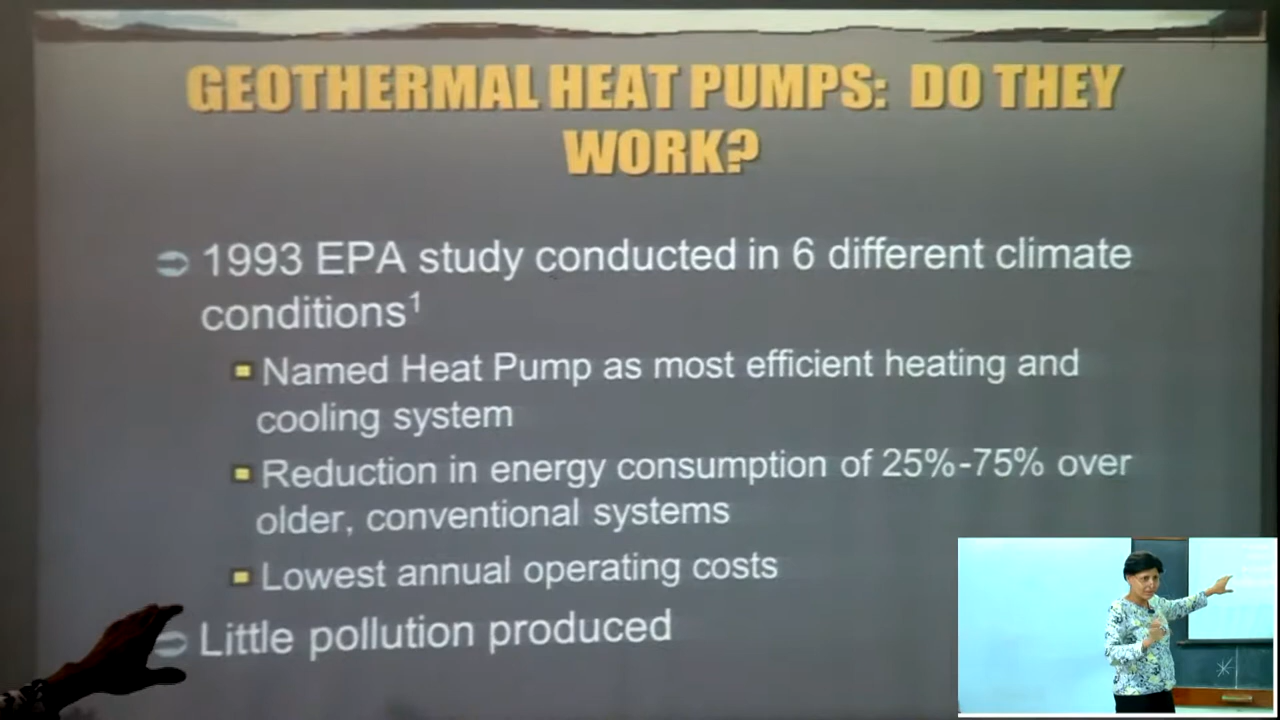 GEOTHERMAL HEAT PUMPS: DO THEY
WORK?
1993 EPA study conducted in 6 different climate
conditions¹
Named Heat Pump as most efficient heating and
cooling system
Reduction in energy consumption of 25%-75% over
older, conventional systems
Lowest annual operating costs
Little pollution produced